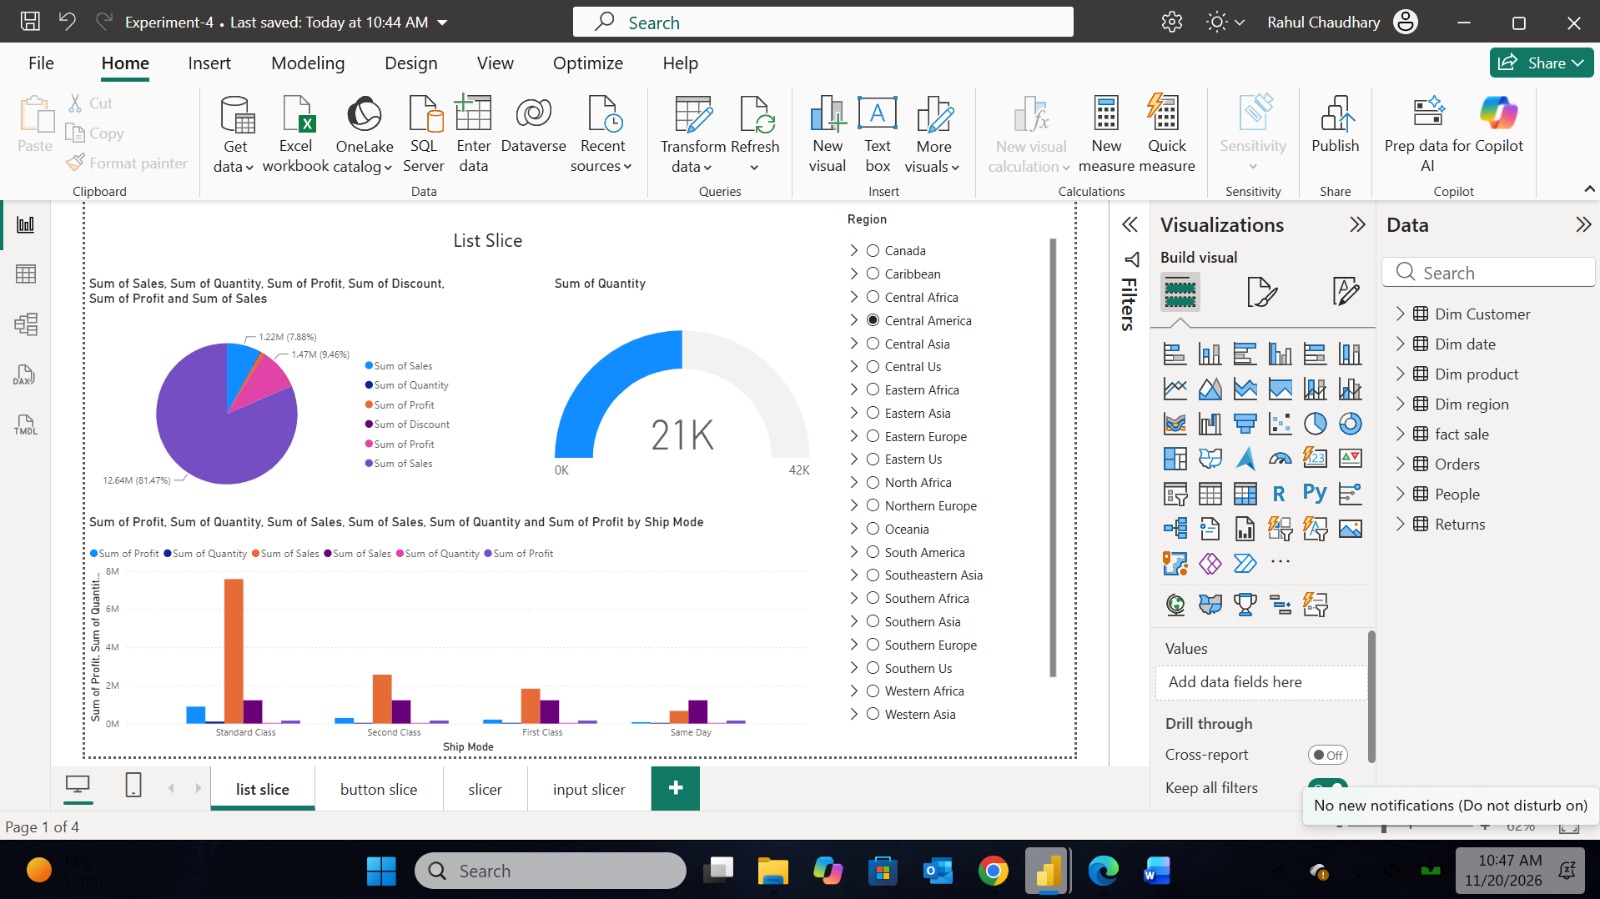 Experiment-4 • Last saved: Today at 10:44 AM
Search
Rahul Chaudhary
File
Home
Insert
Modeling
Design
View
Optimize
Help
Share
Paste
Cut
Copy
Format painter
Get data
Excel workbook
OneLake catalog
SQL Server
Enter data
Dataverse
Recent sources
Transform data
Refresh
New visual
Text box
More visuals
New visual calculation
New measure
Quick measure
Sensitivity
Publish
Prep data for AI
Copilot
Clipboard
Data
Queries
Insert
Calculations
Sensitivity
Share
Copilot
List Slice
Sum of Sales, Sum of Quantity, Sum of Profit, Sum of Discount,
Sum of Profit and Sum of Sales
1.22M (7.88%)
1.47M (9.46%)
12.64M (81.47%)
Sum of Sales
Sum of Quantity
Sum of Profit
Sum of Discount
Sum of Profit
Sum of Sales
Sum of Quantity
21K
0K
42K
Sum of Profit, Sum of Quantity, Sum of Sales, Sum of Sales, Sum of Quantity and Sum of Profit by Ship Mode
Sum of Profit Sum of Quantity Sum of Sales Sum of Sales Sum of Quantity Sum of Profit
Sum of Profit, Sum of Quantit...
8M
6M
4M
2M
0M
Standard Class
Second Class
First Class
Same Day
Ship Mode
Region
Canada
Caribbean
Central Africa
Central America
Central Asia
Central Us
Eastern Africa
Eastern Asia
Eastern Europe
Eastern Us
North Africa
Northern Europe
Oceania
South America
Southeastern Asia
Southern Africa
Southern Asia
Southern Europe
Southern Us
Western Africa
Western Asia
Filters
Visualizations
Build visual
R
Py
123
Values
Add data fields here
Drill through
Cross-report
Off
Keep all filters
Data
Search
Dim Customer
Dim date
Dim product
Dim region
fact sale
Orders
People
Returns
DAX
TMDL
list slice
button slice
slicer
input slicer
Page 1 of 4
No new notifications (Do not disturb on)
62%
19°C
Search
10:47 AM
11/20/2026